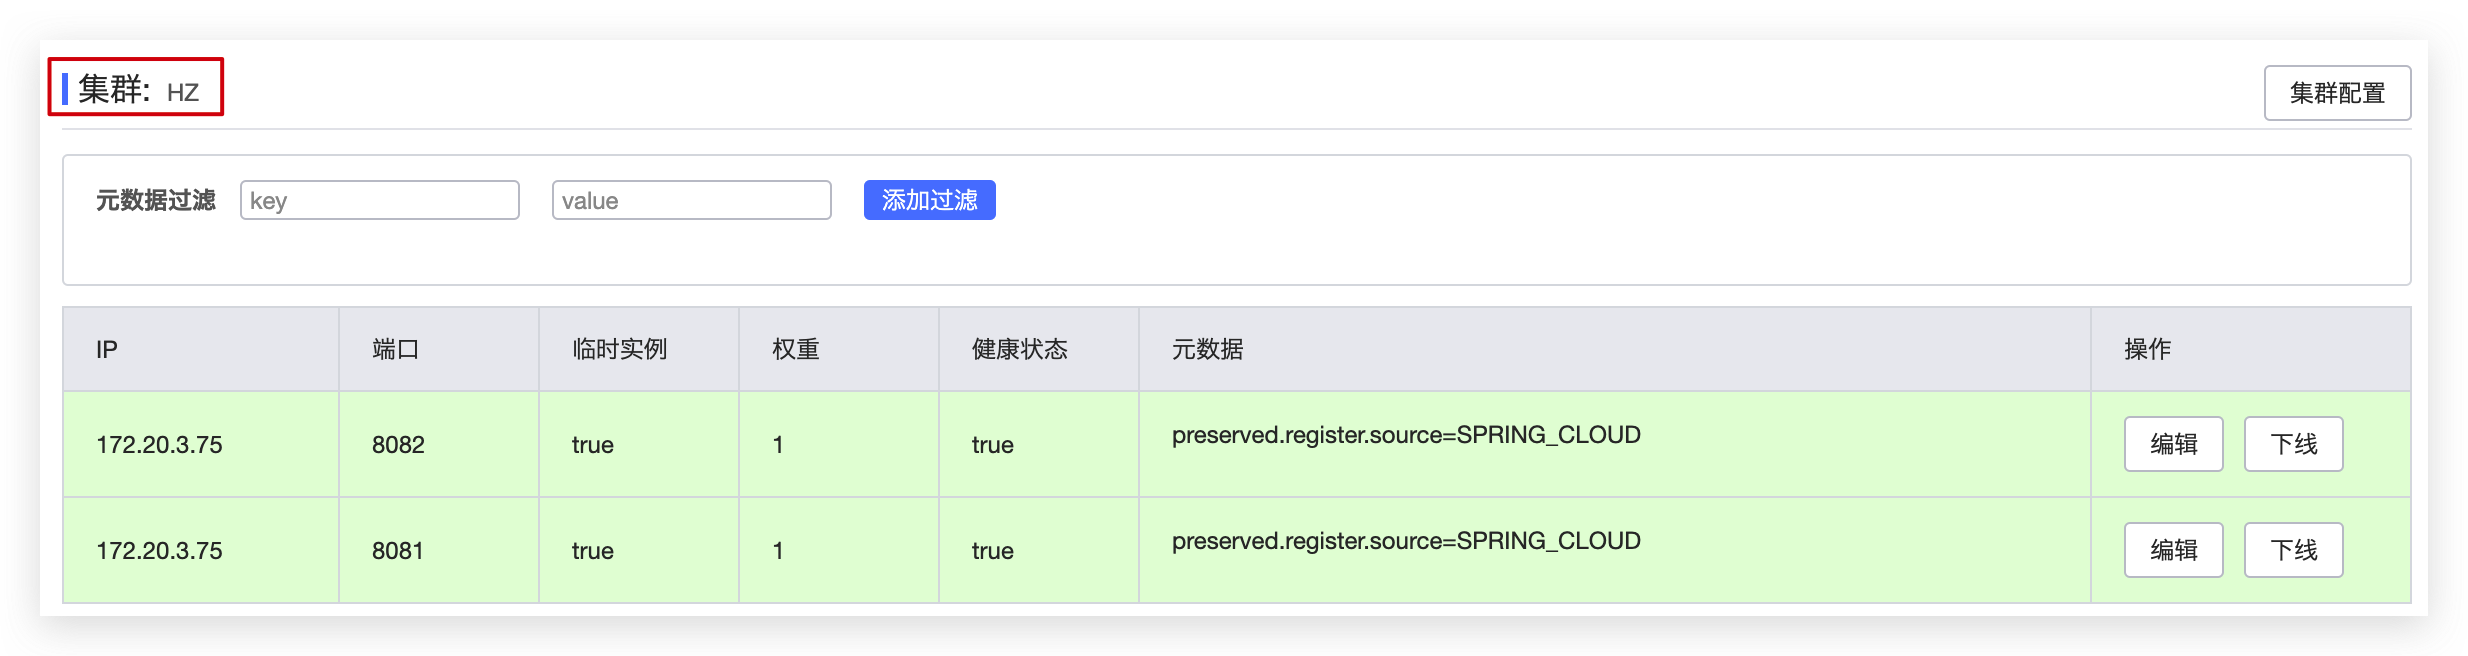 集群: HZ 集群配置
元数据过滤 key value 添加过滤
IP 端口 临时实例 权重 健康状态 元数据 操作
172.20.3.75 8082 true 1 true preserved.register.source=SPRING_CLOUD 编辑 下线
172.20.3.75 8081 true 1 true preserved.register.source=SPRING_CLOUD 编辑 下线